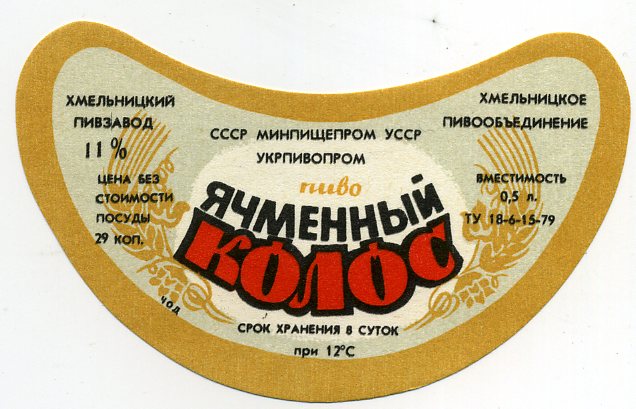 ХМЕЛЬНИЦКИЙ
ПИВЗАВОД
11%
ЦЕНА БЕЗ
СТОИМОСТИ
ПОСУДЫ
29 КОП.
СССР МИНПИЩЕПРОМ УССР
УКРПИВОПРОМ
пиво
ЯЧМЕННЫЙ
КОЛОС
СРОК ХРАНЕНИЯ 8 СУТОК
при 12°С
ХМЕЛЬНИЦКОЕ
ПИВООБЪЕДИНЕНИЕ
ВМЕСТИМОСТЬ
0,5 л.
ТУ 18-6-15-79
ЧОД